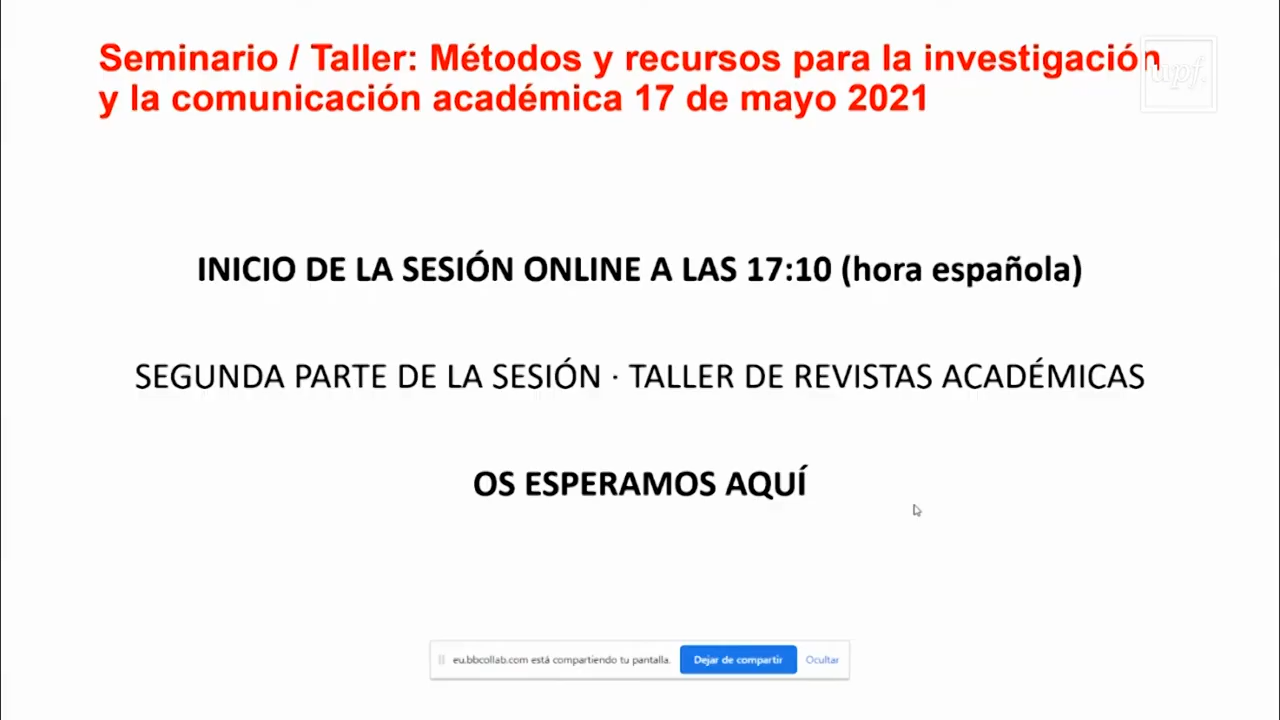 Seminario / Taller: Métodos y recursos para la investigación
y la comunicación académica 17 de mayo 2021
upf.
INICIO DE LA SESIÓN ONLINE A LAS 17:10 (hora española)
SEGUNDA PARTE DE LA SESIÓN · TALLER DE REVISTAS ACADÉMICAS
OS ESPERAMOS AQUÍ
eu.bbcollab.com está compartiendo tu pantalla. Dejar de compartir Ocultar